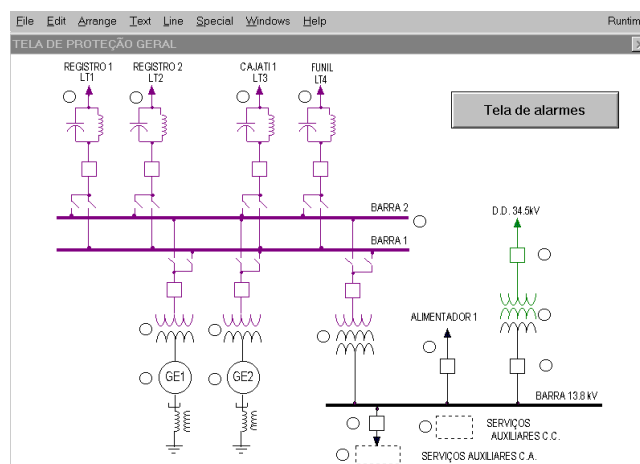 File Edit Arrange Text Line Special Windows Help Runtim
TELA DE PROTEÇÃO GERAL
REGISTRO 1 REGISTRO 2 CAJATI 1 FUNIL
LT1 LT2 LT3 LT4
Tela de alarmes
BARRA 2
D.D. 34.5kV
BARRA 1
ALIMENTADOR 1
GE1 GE2
BARRA 13.8 kV
SERVIÇOS
AUXILIARES C.C.
SERVIÇOS AUXILIARES C.A.